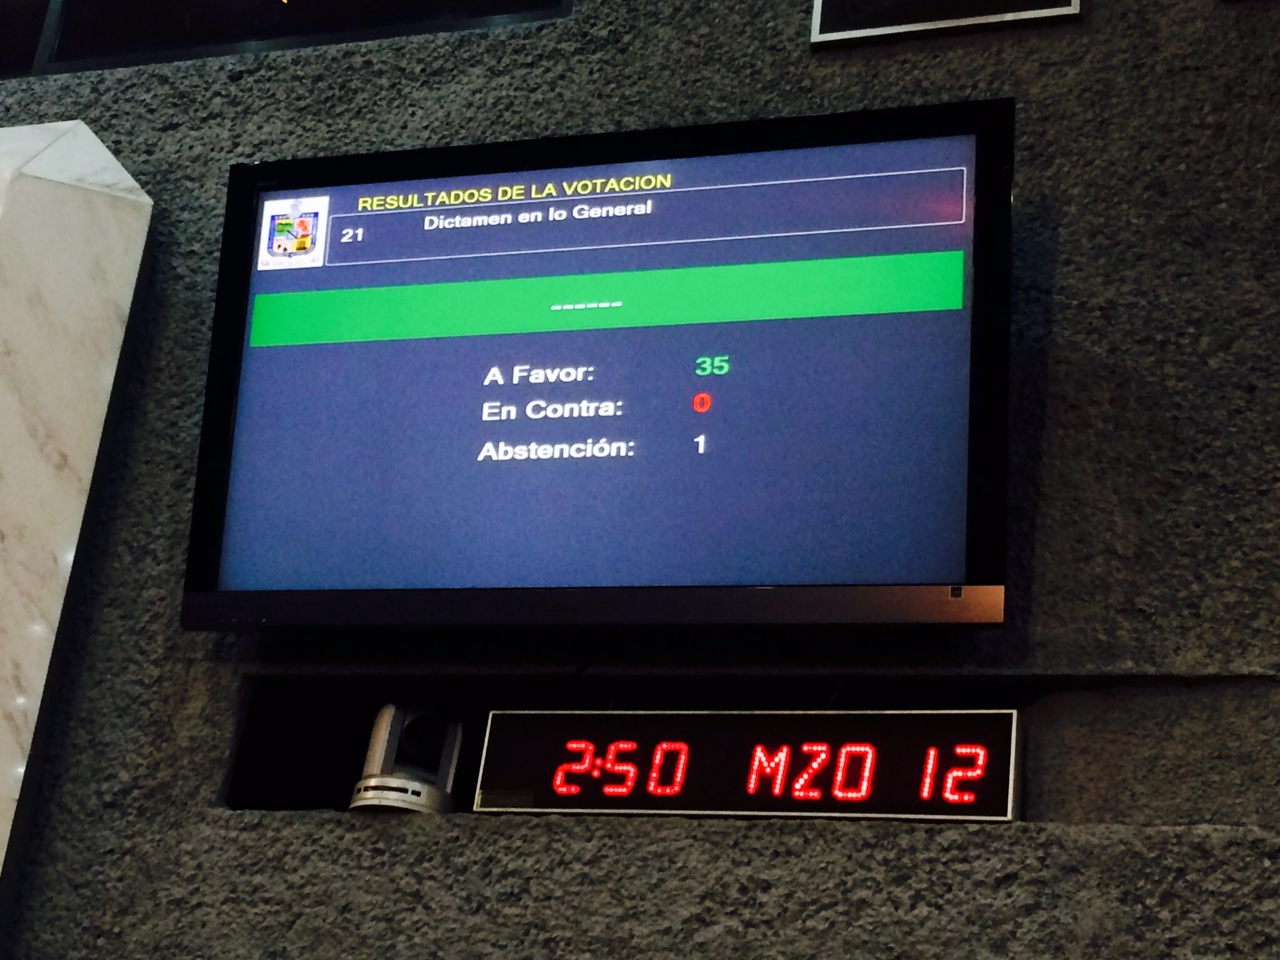 RESULTADOS DE LA VOTACION
21 Dictamen en lo General
------
A Favor: 35
En Contra: 0
Abstención: 1
2:50 MZO 12